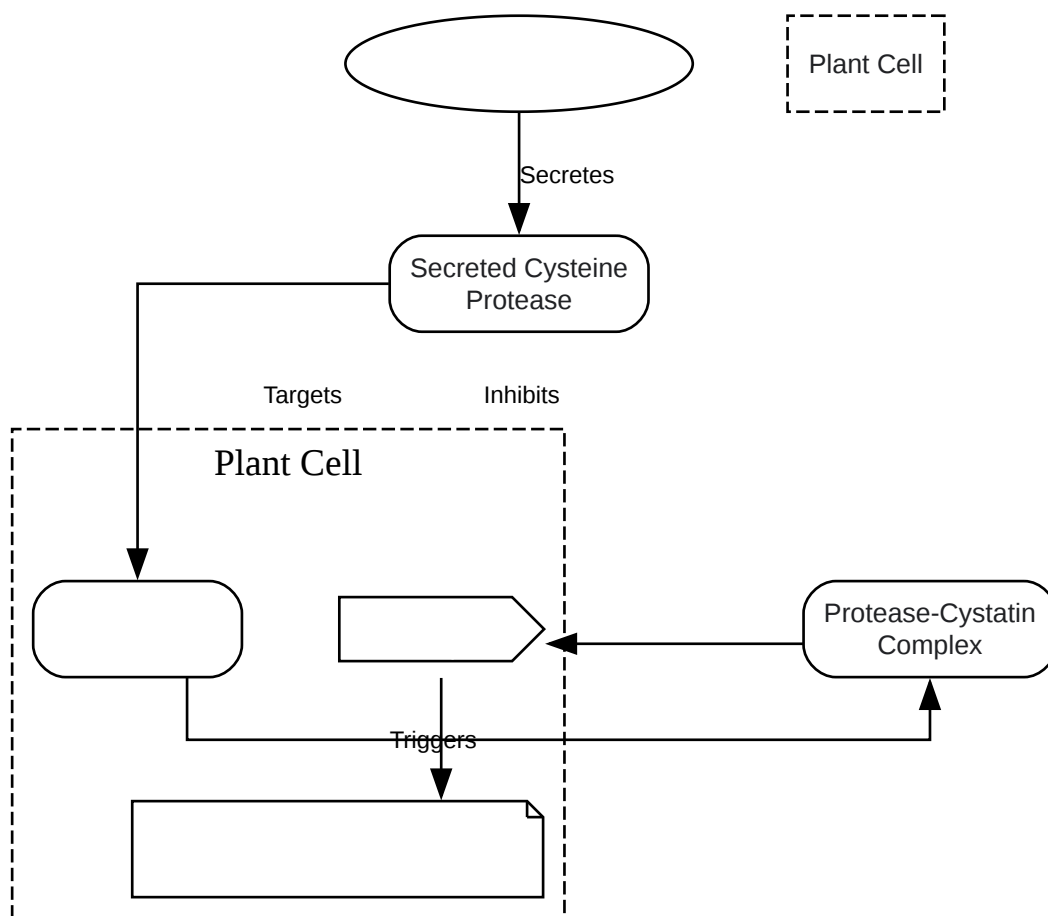 Plant Cell
Secretes
Secreted Cysteine
Protease
Targets
Inhibits
Plant Cell
Protease-Cystatin
Complex
Triggers